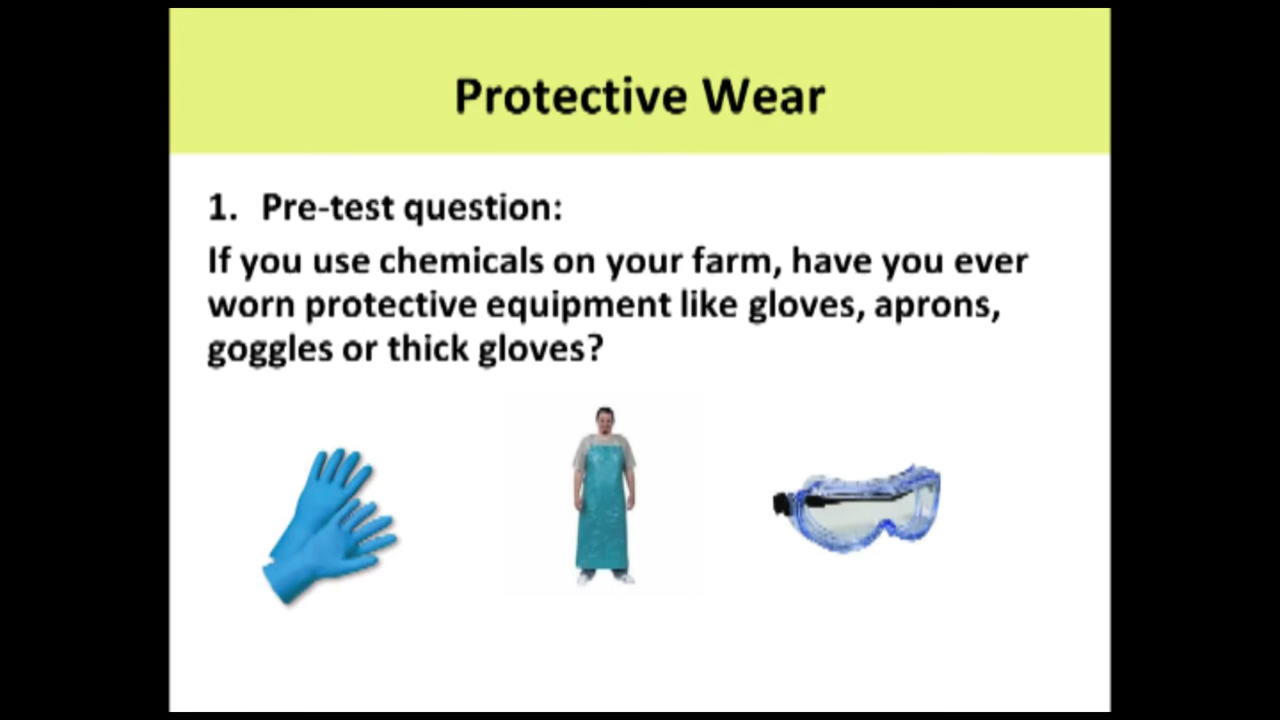 Protective Wear
1. Pre-test question:
If you use chemicals on your farm, have you ever
worn protective equipment like gloves, aprons,
goggles or thick gloves?